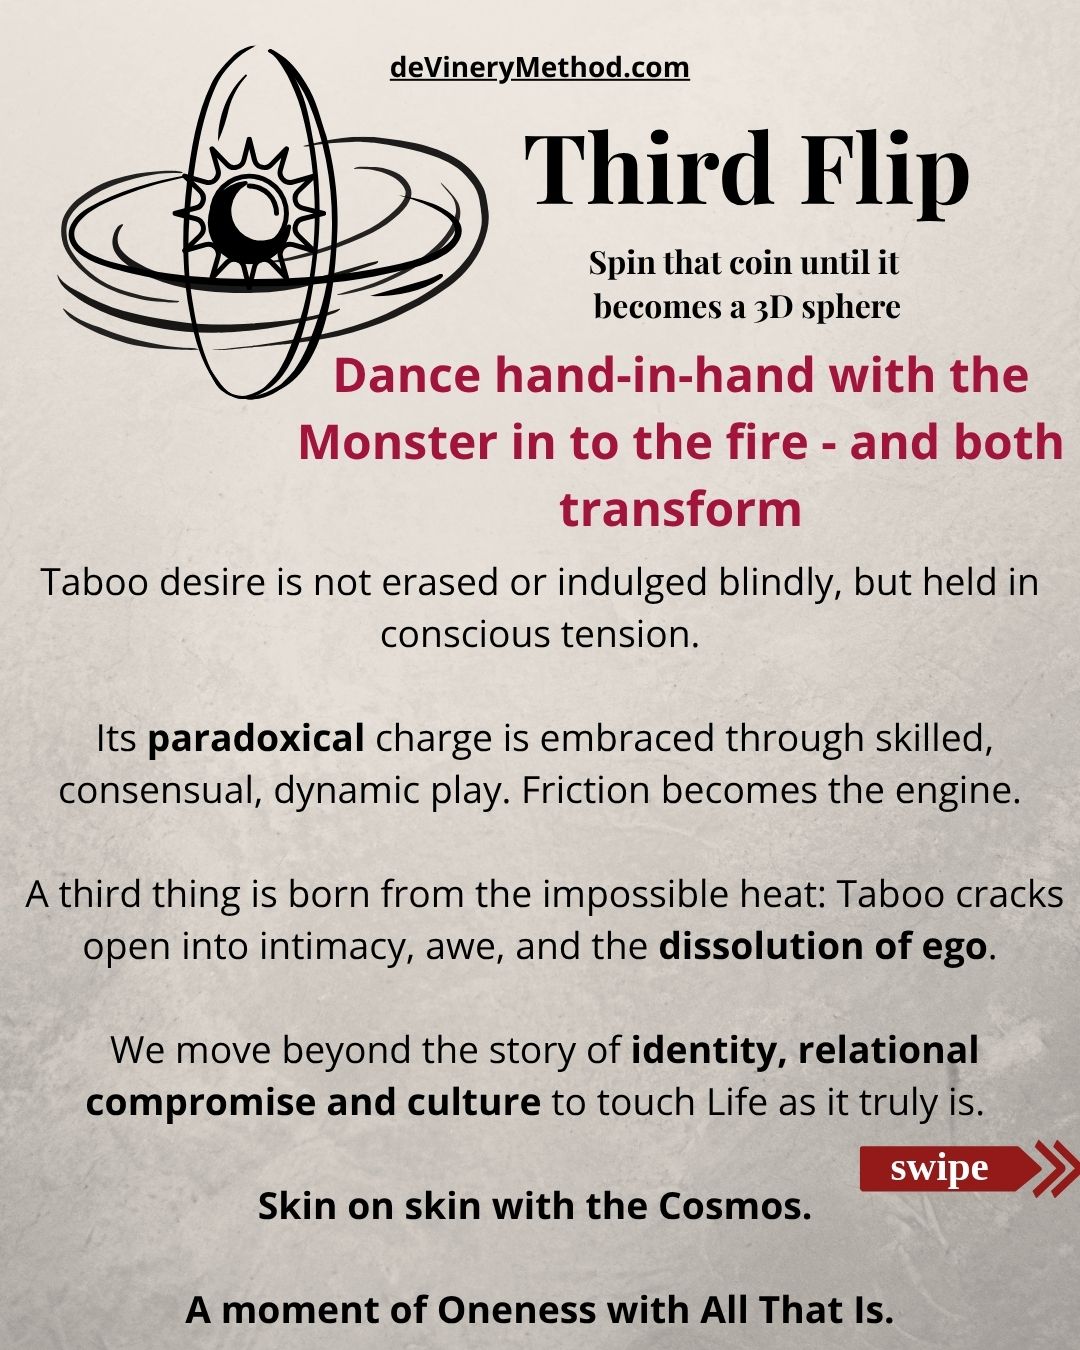 deVineryMethod.com
Third Flip
Spin that coin until it
becomes a 3D sphere
Dance hand-in-hand with the
Monster in to the fire - and both
transform
Taboo desire is not erased or indulged blindly, but held in
conscious tension.
Its paradoxical charge is embraced through skilled,
consensual, dynamic play. Friction becomes the engine.
A third thing is born from the impossible heat: Taboo cracks
open into intimacy, awe, and the dissolution of ego.
We move beyond the story of identity, relational
compromise and culture to touch Life as it truly is.
swipe
Skin on skin with the Cosmos.
A moment of Oneness with All That Is.